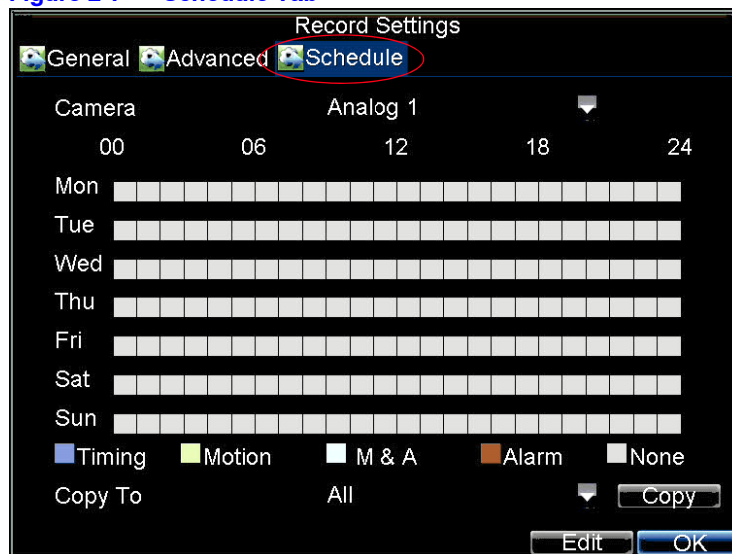 Record Settings
General Advanced Schedule
Camera Analog 1
00 06 12 18 24
Mon
Tue
Wed
Thu
Fri
Sat
Sun
Timing Motion M & A Alarm None
Copy To All Copy
Edit OK